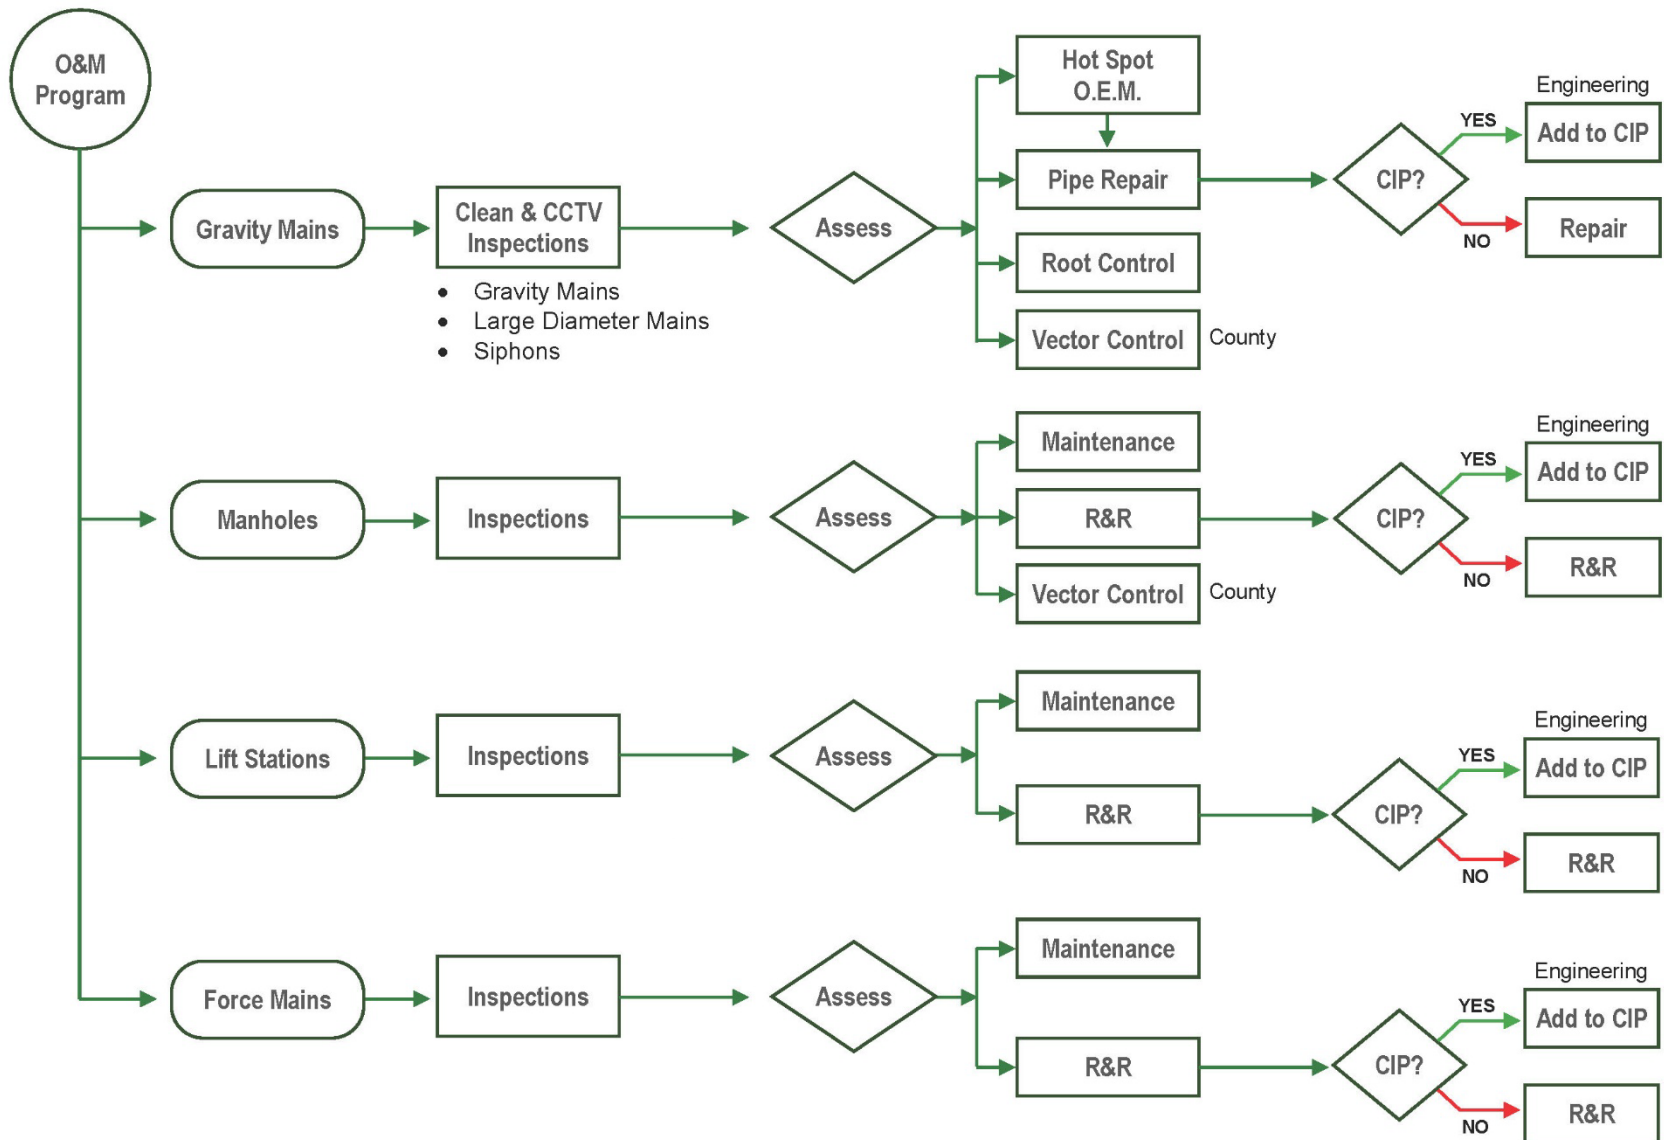 O&M
Program
Gravity Mains
Clean & CCTV
Inspections
• Gravity Mains
• Large Diameter Mains
• Siphons
Assess
Hot Spot
O.E.M.
Pipe Repair
Root Control
Vector Control
County
CIP?
YES
NO
Engineering
Add to CIP
Repair
Manholes
Inspections
Assess
Maintenance
R&R
Vector Control
County
CIP?
YES
NO
Engineering
Add to CIP
R&R
Lift Stations
Inspections
Assess
Maintenance
R&R
CIP?
YES
NO
Engineering
Add to CIP
R&R
Force Mains
Inspections
Assess
Maintenance
R&R
CIP?
YES
NO
Engineering
Add to CIP
R&R